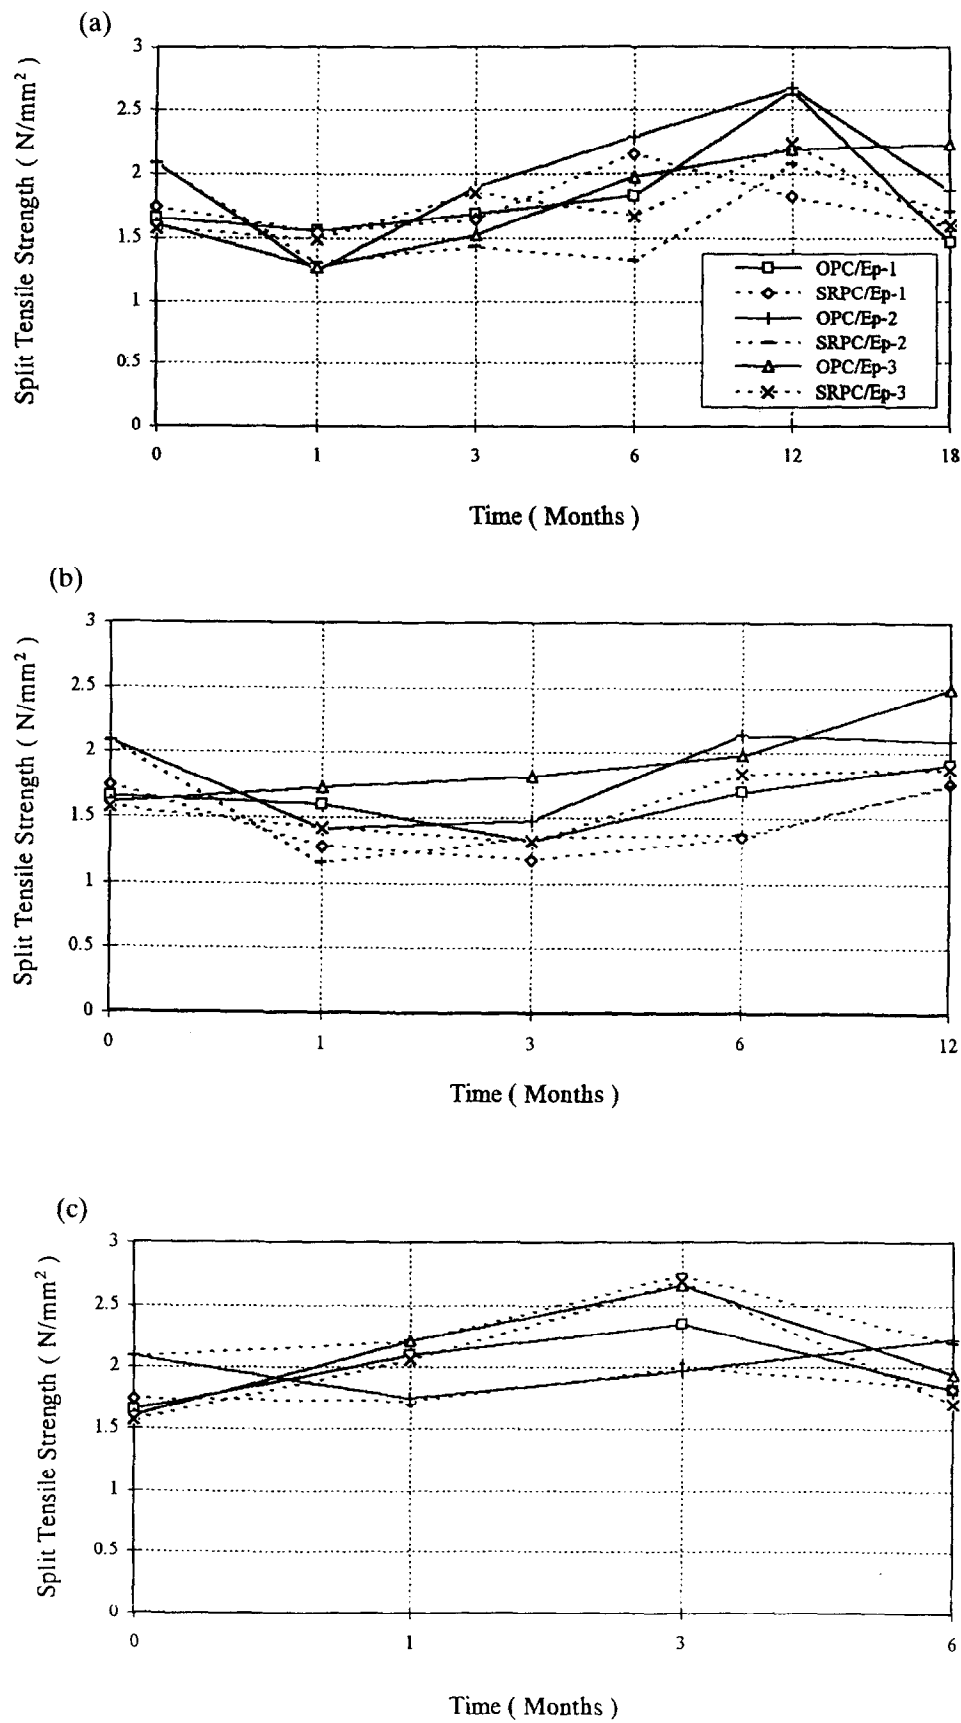 (a)
Split Tensile Strength ( N/mm² )
3
2.5
2
1.5
1
0.5
0
OPC/Ep-1
SRPC/Ep-1
OPC/Ep-2
SRPC/Ep-2
OPC/Ep-3
SRPC/Ep-3
0 1 3 6 12 18
Time ( Months )
(b)
Split Tensile Strength ( N/mm² )
3
2.5
2
1.5
1
0.5
0
0 1 3 6 12
Time ( Months )
(c)
Split Tensile Strength ( N/mm² )
3
2.5
2
1.5
1
0.5
0
0 1 3 6
Time ( Months )